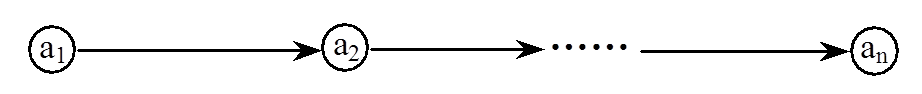 a₁ a₂ ...... aₙ